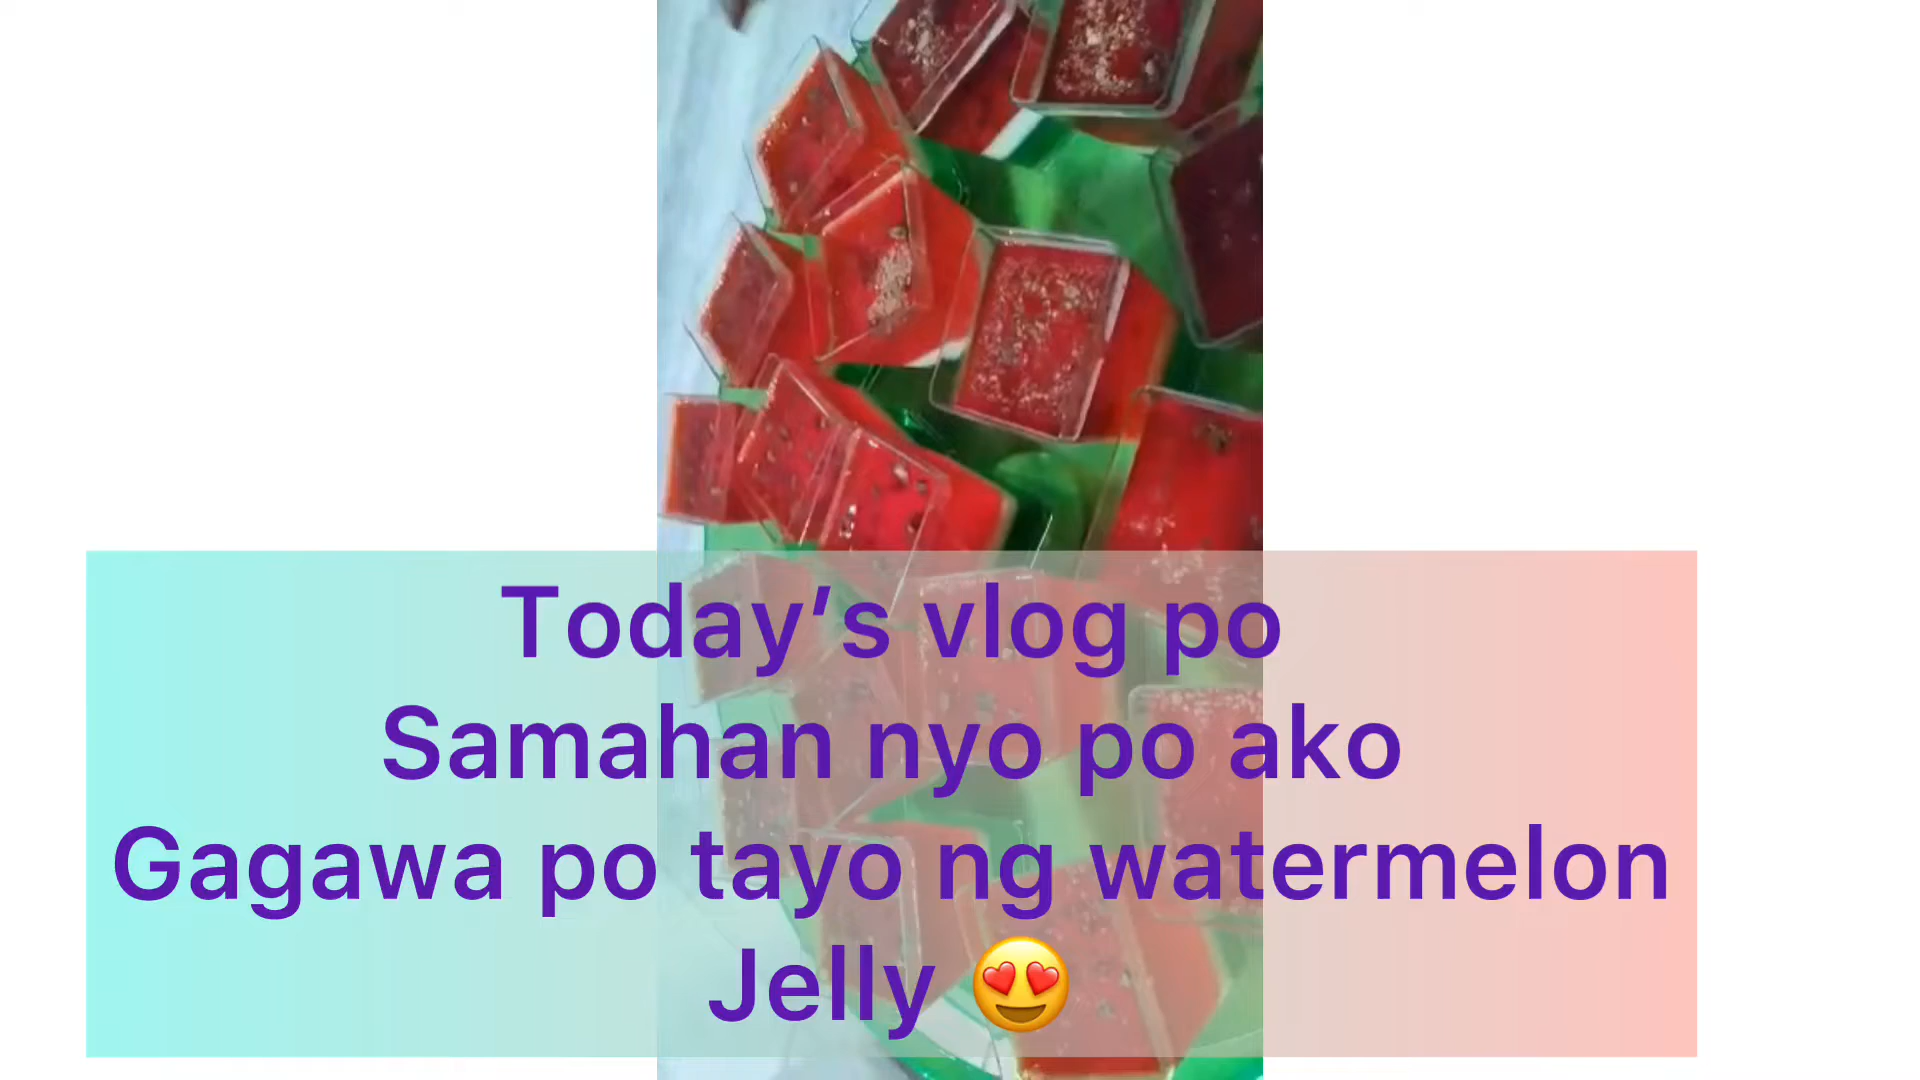 Today’s vlog po
Samahan nyo po ako
Gagawa po tayo ng watermelon
Jelly 😍